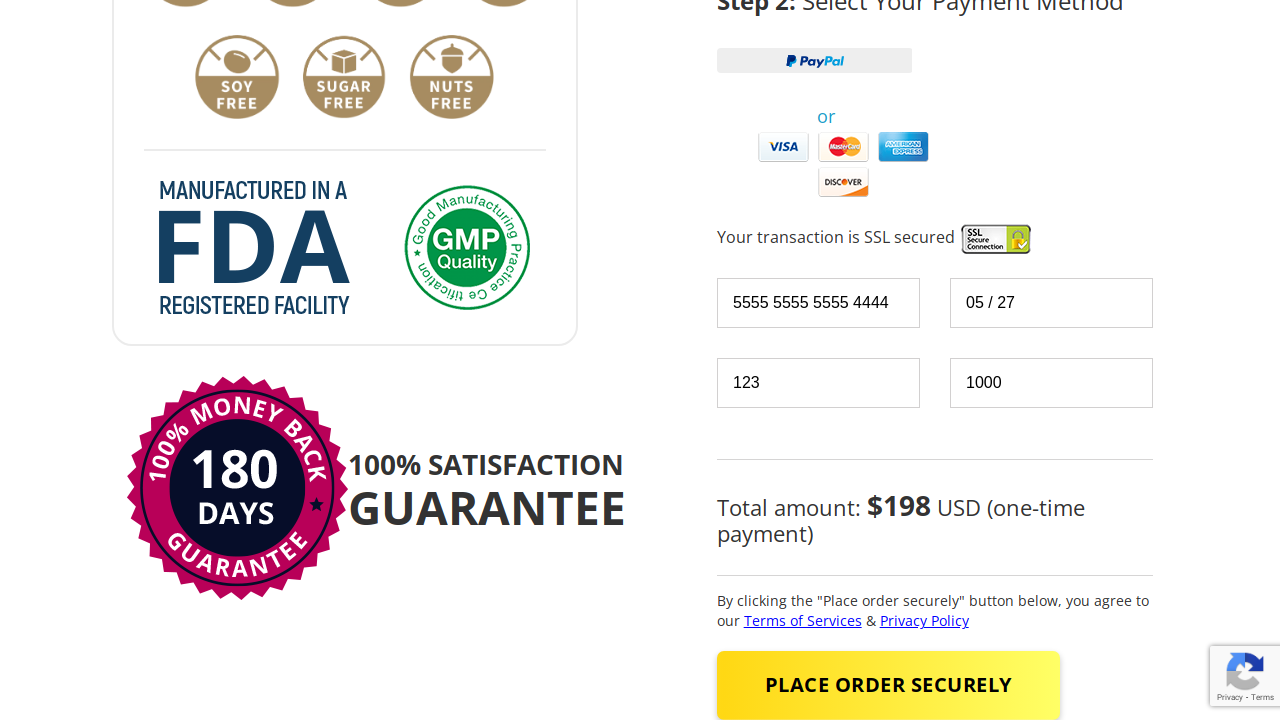 Step 2: Select Your Payment Method
SOY
FREE
SUGAR
FREE
NUTS
FREE
PayPal
or
VISA
MasterCard
AMERICAN
EXPRESS
DISCOVER
MANUFACTURED IN A
FDA
REGISTERED FACILITY
Good Manufacturing Practice Ce tification
GMP
Quality
Your transaction is SSL secured
SSL
Secure
Connection
5555 5555 5555 4444
05 / 27
123
1000
100% MONEY BACK
180
DAYS
GUARANTEE
100% SATISFACTION
GUARANTEE
Total amount: $198 USD (one-time
payment)
By clicking the "Place order securely" button below, you agree to
our Terms of Services & Privacy Policy
PLACE ORDER SECURELY
Privacy - Terms